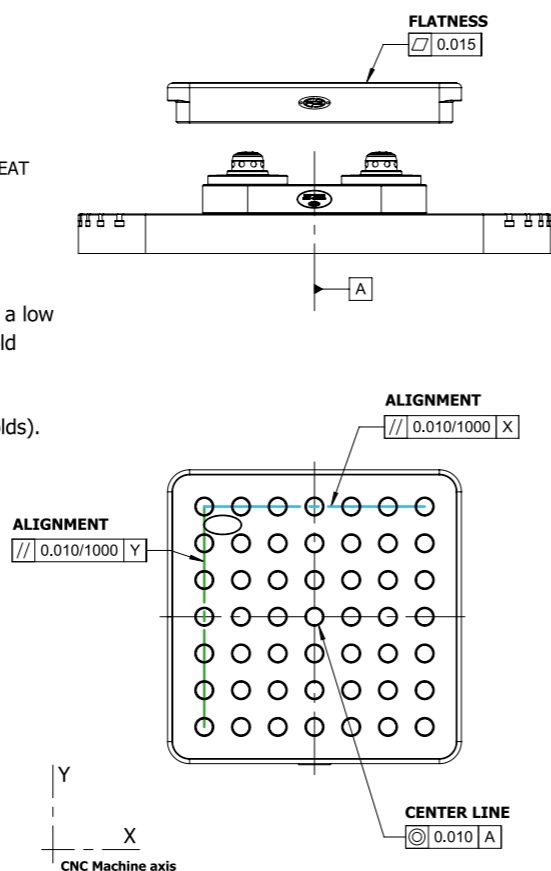 FLATNESS
⏥ 0.015
EAT
A
a low
ld
lds).
ALIGNMENT
// 0.010/1000 X
ALIGNMENT
// 0.010/1000 Y
Y
X
CNC Machine axis
CENTER LINE
◎ 0.010 A